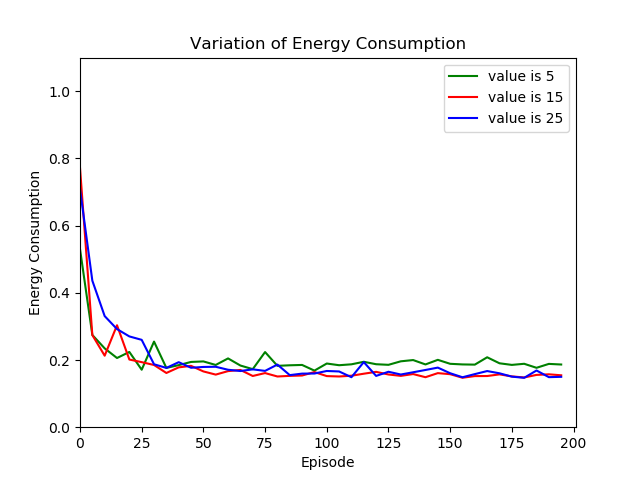 Variation of Energy Consumption
value is 5
value is 15
value is 25
Energy Consumption
1.0
0.8
0.6
0.4
0.2
0.0
0 25 50 75 100 125 150 175 200
Episode